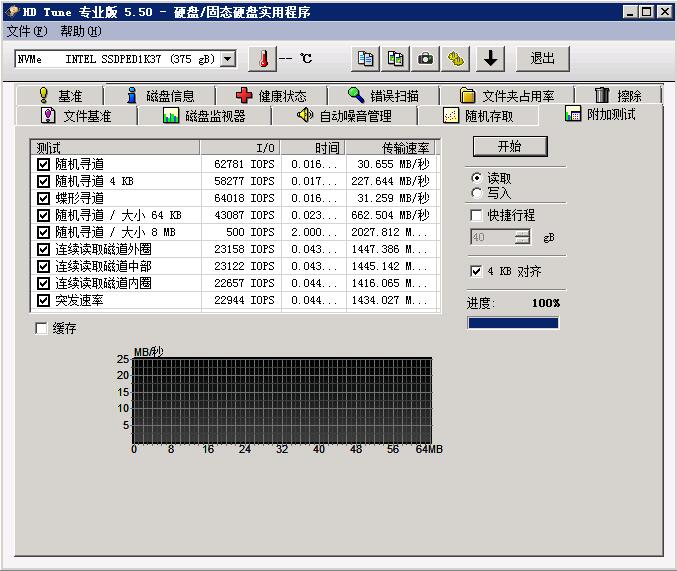 HD Tune 专业版 5.50 - 硬盘/固态硬盘实用程序
文件(F) 帮助(H)
NVMe INTEL SSDPED1K37 (375 gB) -- ℃ 退出
基准 磁盘信息 健康状态 错误扫描 文件夹占用率 擦除
文件基准 磁盘监视器 自动噪音管理 随机存取 附加测试
测试 I/O 时间 传输速率
随机寻道 62781 IOPS 0.016... 30.655 MB/秒
随机寻道 4 KB 58277 IOPS 0.017... 227.644 MB/秒
蝶形寻道 64018 IOPS 0.016... 31.259 MB/秒
随机寻道 / 大小 64 KB 43087 IOPS 0.023... 662.504 MB/秒
随机寻道 / 大小 8 MB 500 IOPS 2.000... 2027.812 M...
连续读取磁道外圈 23158 IOPS 0.043... 1447.386 M...
连续读取磁道中部 23122 IOPS 0.043... 1445.142 M...
连续读取磁道内圈 22657 IOPS 0.044... 1416.065 M...
突发速率 22944 IOPS 0.044... 1434.027 M...
开始
读取
写入
快捷行程
40 gB
4 KB 对齐
进度: 100%
缓存
MB/秒
25
20
15
10
5
0 8 16 24 32 40 48 56 64MB